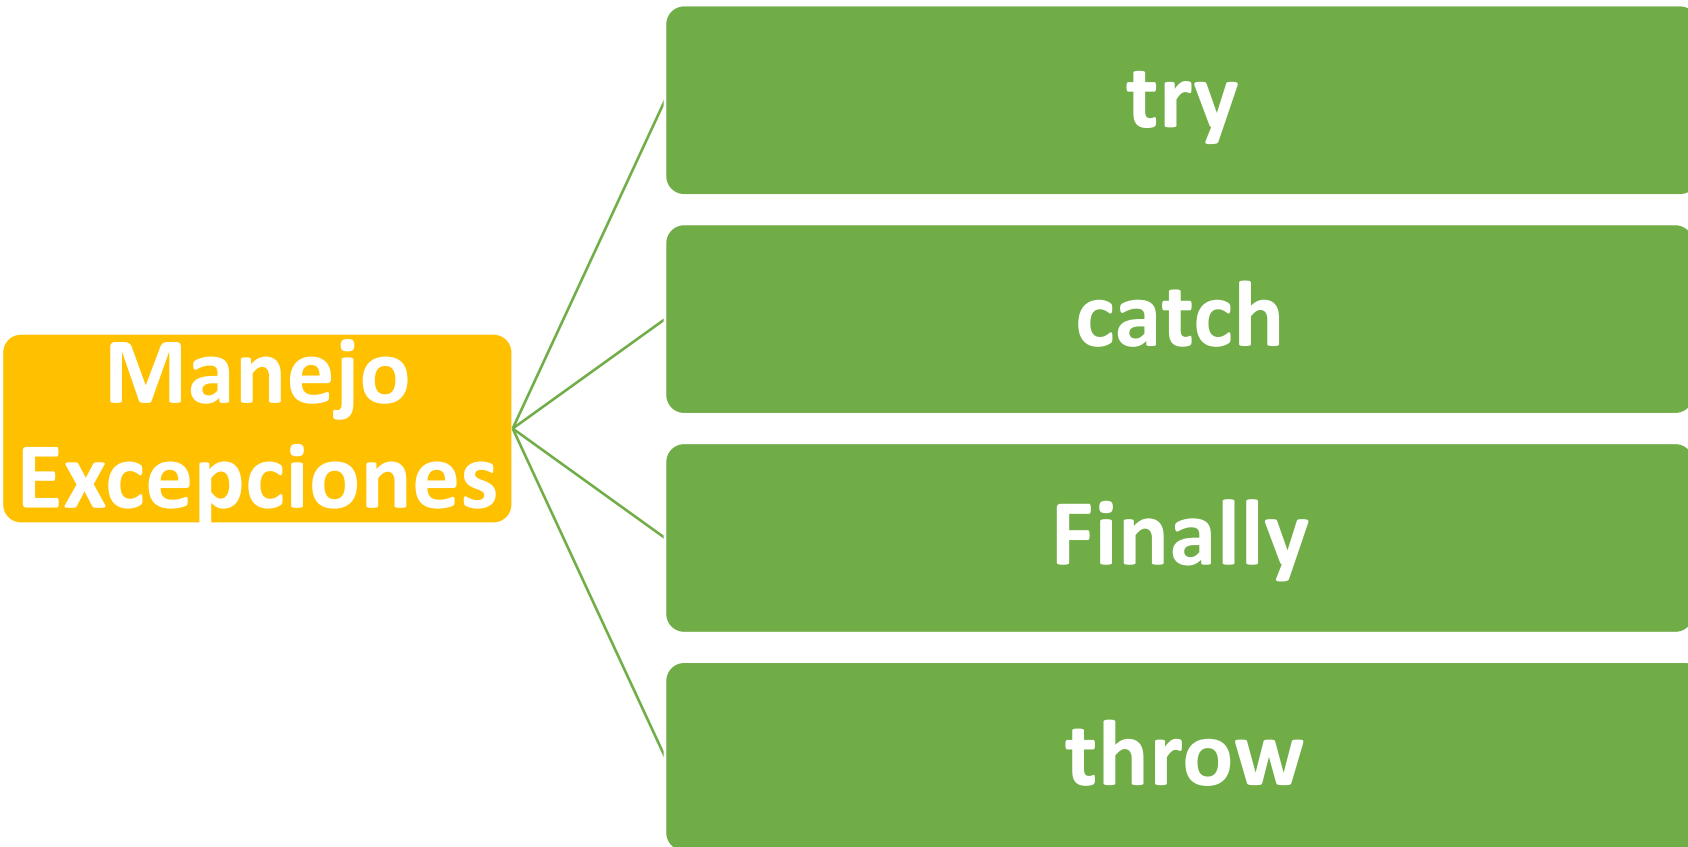 Manejo
Excepciones
try
catch
Finally
throw